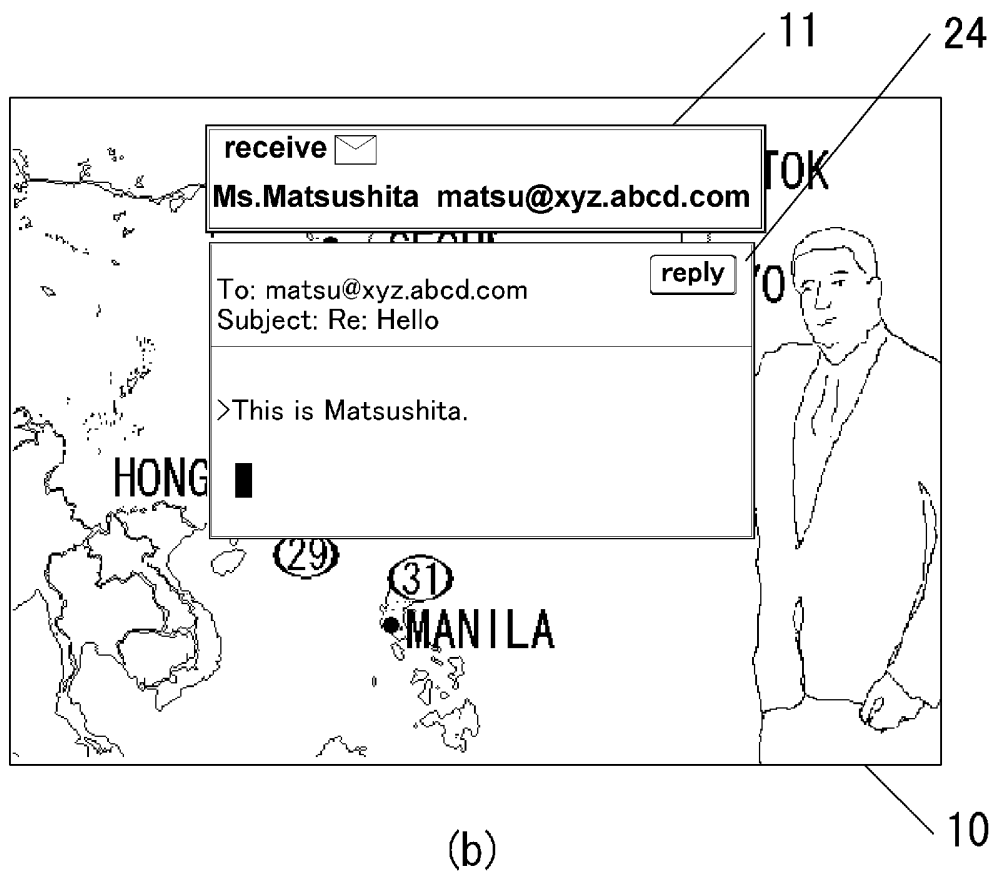 11
24
receive
TOK
Ms.Matsushita matsu@xyz.abcd.com
reply
YO
To: matsu@xyz.abcd.com
Subject: Re: Hello
>This is Matsushita.
HONG
29
31
MANILA
10
(b)